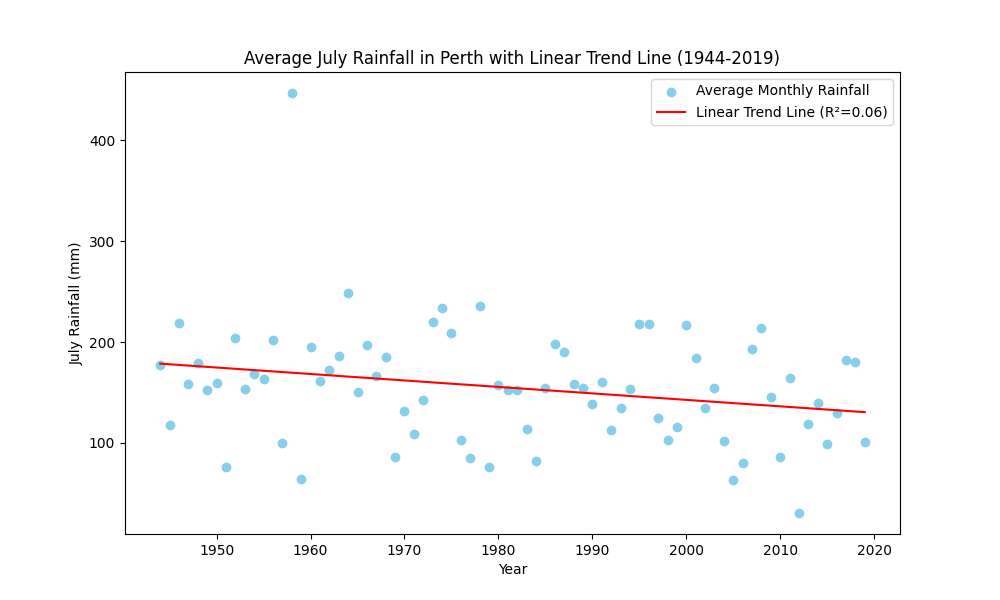 Average July Rainfall in Perth with Linear Trend Line (1944-2019)
Average Monthly Rainfall
Linear Trend Line (R²=0.06)
July Rainfall (mm)
400
300
200
100
1950 1960 1970 1980 1990 2000 2010 2020
Year